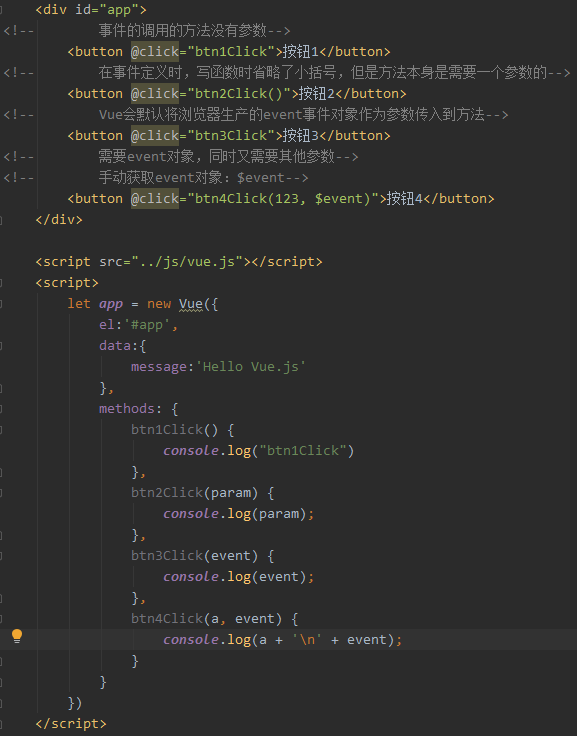 <div id="app">
<!--        事件的调用的方法没有参数-->
    <button @click="btn1Click">按钮1</button>
<!--        在事件定义时，写函数时省略了小括号，但是方法本身是需要一个参数的-->
    <button @click="btn2Click()">按钮2</button>
<!--        Vue会默认将浏览器生产的event事件对象作为参数传入到方法-->
    <button @click="btn3Click">按钮3</button>
<!--        需要event对象，同时又需要其他参数-->
<!--        手动获取event对象：$event-->
    <button @click="btn4Click(123, $event)">按钮4</button>
</div>
<script src="../js/vue.js"></script>
<script>
    let app = new Vue({
        el:'#app',
        data:{
            message:'Hello Vue.js'
        },
        methods: {
            btn1Click() {
                console.log("btn1Click")
            },
            btn2Click(param) {
                console.log(param);
            },
            btn3Click(event) {
                console.log(event);
            },
            btn4Click(a, event) {
                console.log(a + '\n' + event);
            }
        }
    })
</script>